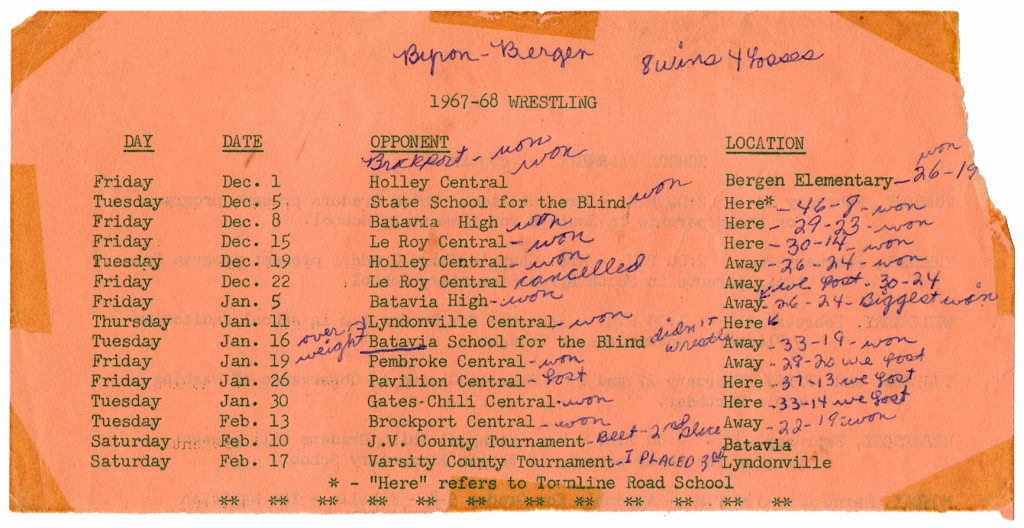 Byron-Bergen 8 wins 4 losses
1967-68 WRESTLING
DAY DATE OPPONENT LOCATION
Brockport - won
won won
Friday Dec. 1 Holley Central Bergen Elementary - 26-19
Tuesday Dec. 5 State School for the Blind - won Here* - 46-8 - won
Friday Dec. 8 Batavia High - won Here - 29-23 - won
Friday Dec. 15 Le Roy Central - won Here - 30-14 - won
Tuesday Dec. 19 Holley Central - won Away - 26-24 - won
Friday Dec. 22 Le Roy Central cancelled Away we lost - 30-24
Friday Jan. 5 Batavia High - won Away 26-24 - Biggest won
Thursday Jan. 11 Lyndonville Central - won Here
Tuesday Jan. 16 over Batavia School for the Blind didn't wrestle Away - 33-19 - won
Friday Jan. 19 weight Pembroke Central - won Away - 29-20 we lost
Friday Jan. 26 Pavilion Central - lost Here - 37-13 we lost
Tuesday Jan. 30 Gates-Chili Central - won Here - 33-14 we lost
Tuesday Feb. 13 Brockport Central - won Away - 22-19 - won
Saturday Feb. 10 J.V. County Tournament - Beet - 2nd Place Batavia
Saturday Feb. 17 Varsity County Tournament - I PLACED 3rd Lyndonville
* - "Here" refers to Townline Road School
** ** ** ** ** ** ** ** ** ** ** ** **